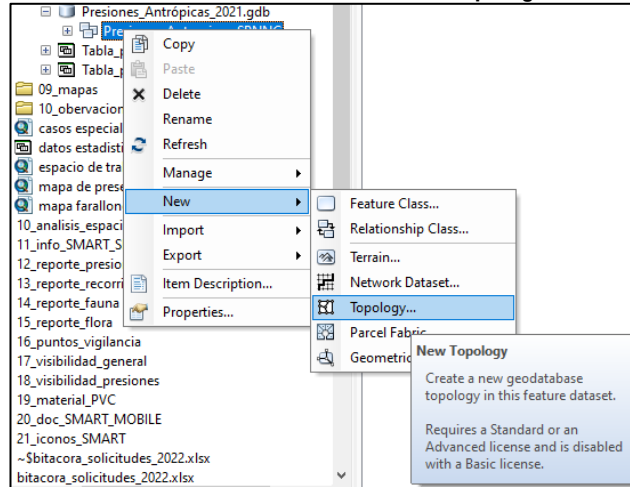 Presiones_Antrópicas_2021.gdb
Copy
Tabla_
Paste
Tabla_
Delete
09_mapas
Rename
10_obervacion
casos especial
Refresh
datos estadisti
espacio de tra
Manage
mapa de prese
New
Feature Class...
mapa farallon
Relationship Class...
10_analisis_espaci
Import
11_info_SMART_S
Export
Terrain...
12_reporte_presio
Network Dataset...
13_reporte_recorri
Item Description...
14_reporte_fauna
Topology...
Properties...
15_reporte_flora
Parcel Fabric
16_puntos_vigilancia
Geometric
New Topology
17_visibilidad_general
Create a new geodatabase
18_visibilidad_presiones
topology in this feature dataset.
19_material_PVC
20_doc_SMART_MOBILE
Requires a Standard or an
21_iconos_SMART
Advanced license and is disabled
~$bitacora_solicitudes_2022.xlsx
with a Basic license.
bitacora_solicitudes_2022.xlsx